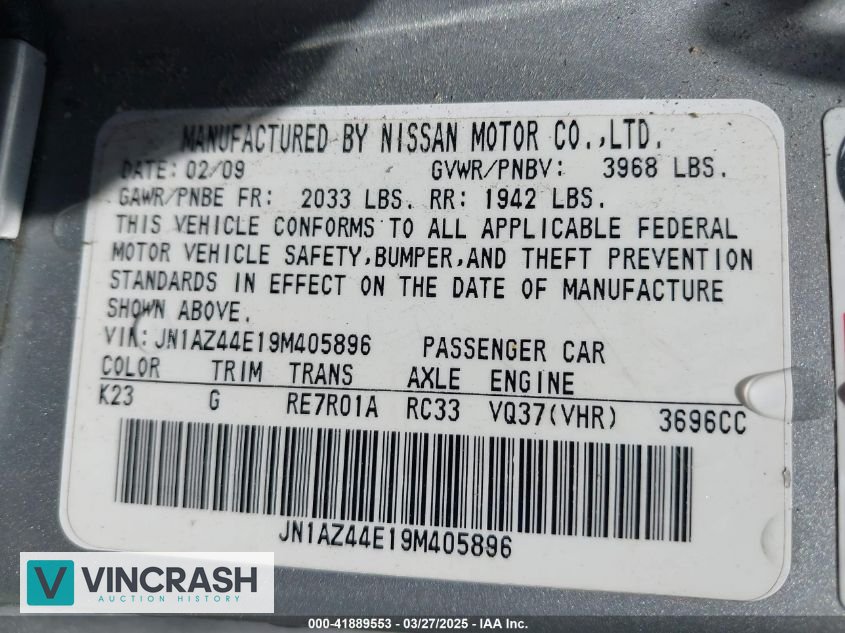 MANUFACTURED BY NISSAN MOTOR CO.,LTD.
DATE: 02/09 GVWR/PNBV: 3968 LBS.
GAWR/PNBE FR: 2033 LBS. RR: 1942 LBS.
THIS VEHICLE CONFORMS TO ALL APPLICABLE FEDERAL
MOTOR VEHICLE SAFETY,BUMPER,AND THEFT PREVENTION
STANDARDS IN EFFECT ON THE DATE OF MANUFACTURE
SHOWN ABOVE.
VIN:JN1AZ44E19M405896 PASSENGER CAR
COLOR TRIM TRANS AXLE ENGINE
K23 G RE7R01A RC33 VQ37(VHR) 3696CC
JN1AZ44E19M405896
VINCRASH
AUCTION HISTORY
000-41889553 - 03/27/2025 - IAA Inc.